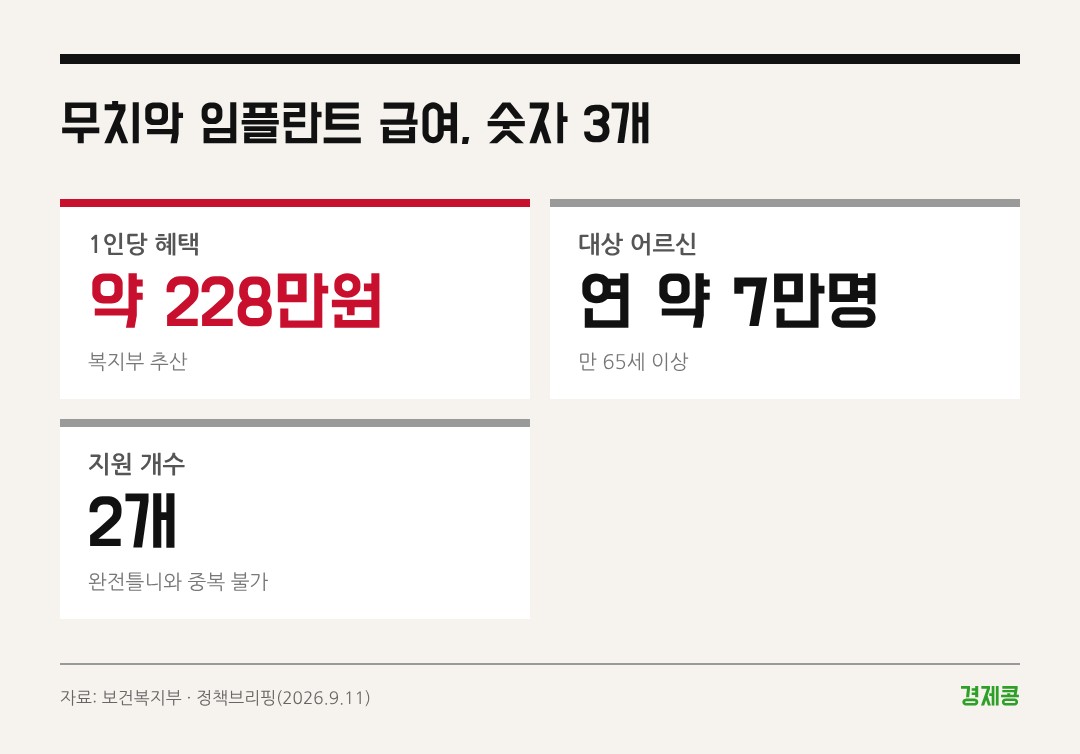 무치악 임플란트 급여, 숫자 3개
1인당 혜택
약 228만원
복지부 추산
대상 어르신
연 약 7만명
만 65세 이상
지원 개수
2개
완전틀니와 중복 불가
자료: 보건복지부 · 정책브리핑(2026.9.11)
경제콩